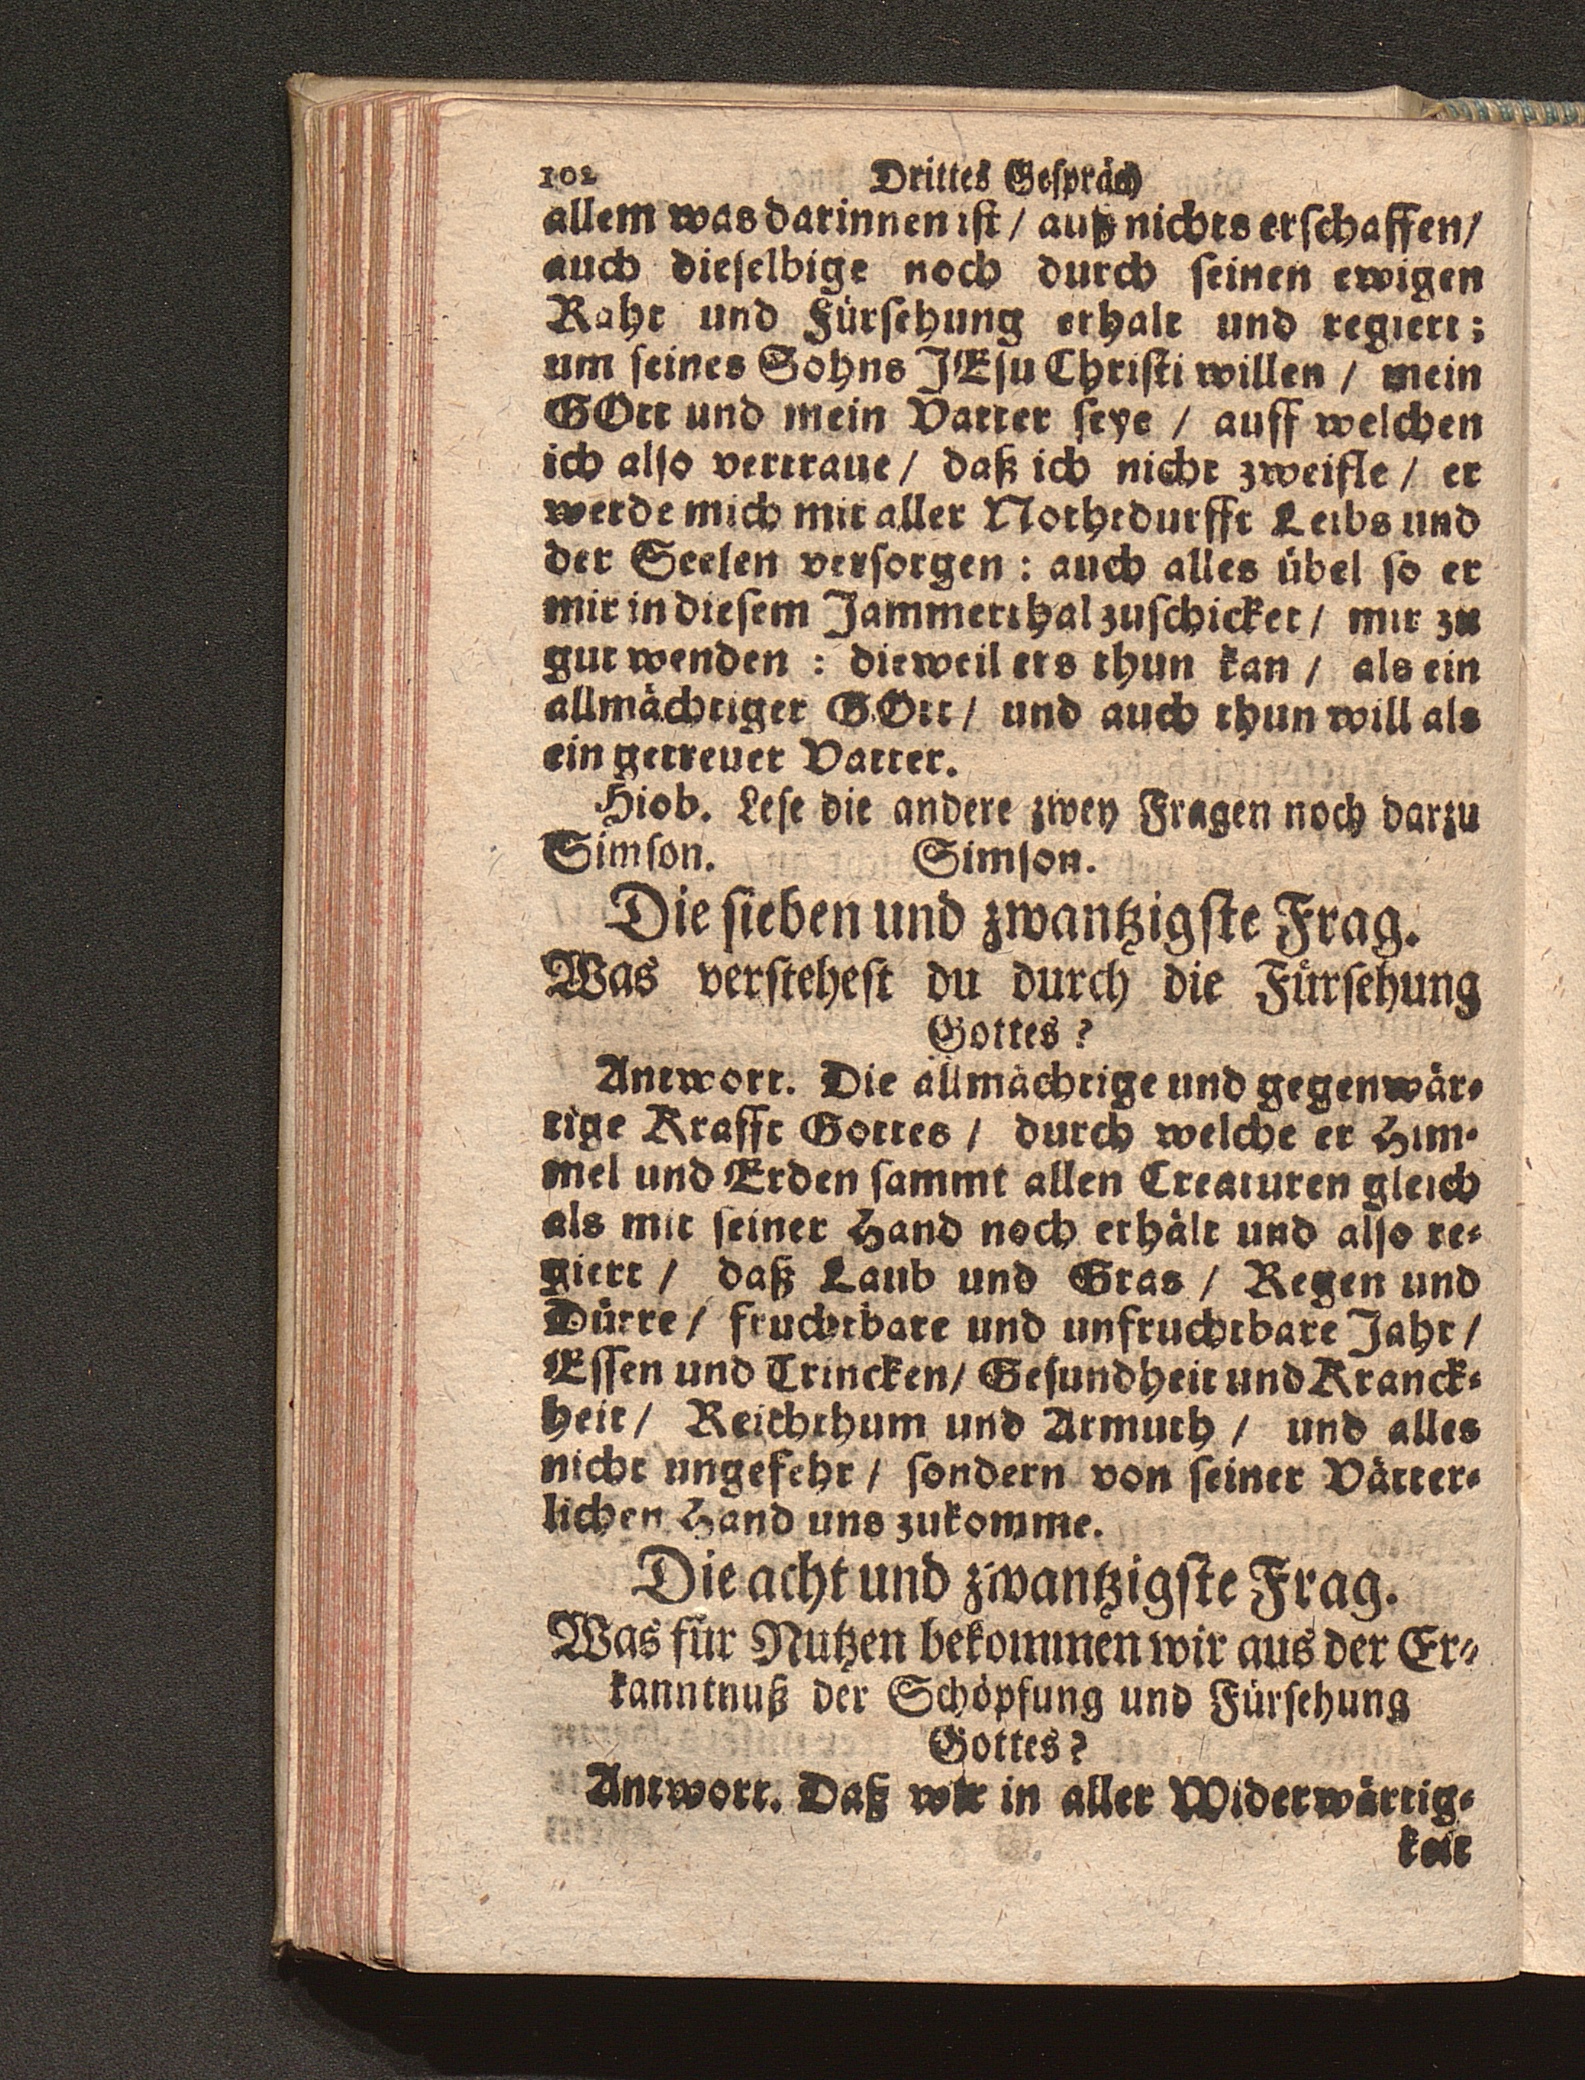 102 Drittes Gespräch
allem was darinnen ist / auß nichts erschaffen/
auch dieselbige noch durch seinen ewigen
Raht und Fürsehung erhalt und regiert;
um seines Sohns JEsu Christi willen / mein
GOtt und mein Vatter seye / auff welchen
ich also vertraue / daß ich nicht zweifle / er
werde mich mit aller Nothtdurfft Leibs und
der Seelen versorgen : auch alles übel so er
mir in diesem Jammerthal zuschicket / mir zu
gut wenden : dieweil ers thun kan / als ein
allmächtiger GOtt / und auch thun will als
ein getreuer Vatter.
Hiob. Lese die andere zwey Fragen noch darzu
Simson. Simson.
Die sieben und zwantzigste Frag.
Was verstehest du durch die Fürsehung
Gottes ?
Antwort. Die allmächtige und gegenwär-
tige Krafft Gottes / durch welche er Him-
mel und Erden sammt allen Creaturen gleich
als mit seiner Hand noch erhält und also re-
giert / daß Laub und Gras / Regen und
Dürre / fruchtbare und unfruchtbare Jahr /
Essen und Trincken/ Gesundheit und Kranck-
heit / Reichthum und Armuth / und alles
nicht ungefehr / sondern von seiner Vätter-
lichen Hand uns zukomme.
Die acht und zwantzigste Frag.
Was für Nutzen bekommen wir aus der Er-
kanntnuß der Schöpfung und Fürsehung
Gottes ?
Antwort. Daß wir in aller Widerwärtig-
keit